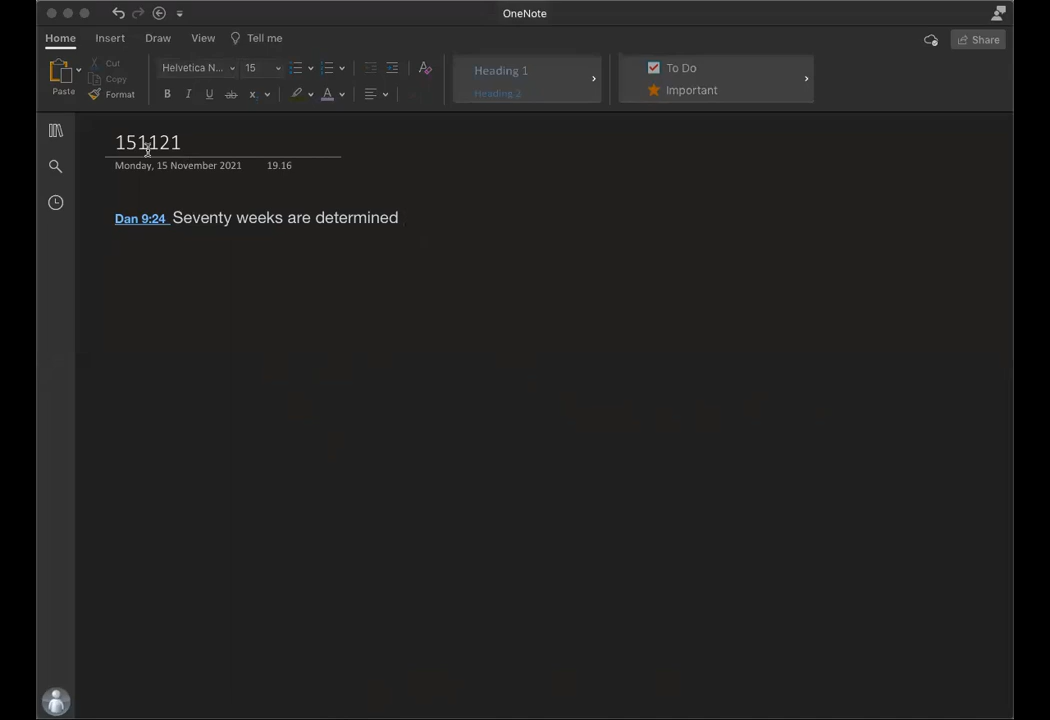 OneNote
Home Insert Draw View Tell me
Share
Paste
Cut
Copy
Format
Helvetica N... 15
B I U ab x A
Heading 1
Heading 2
To Do
Important
151121
Monday, 15 November 2021 19.16
Dan 9:24 Seventy weeks are determined